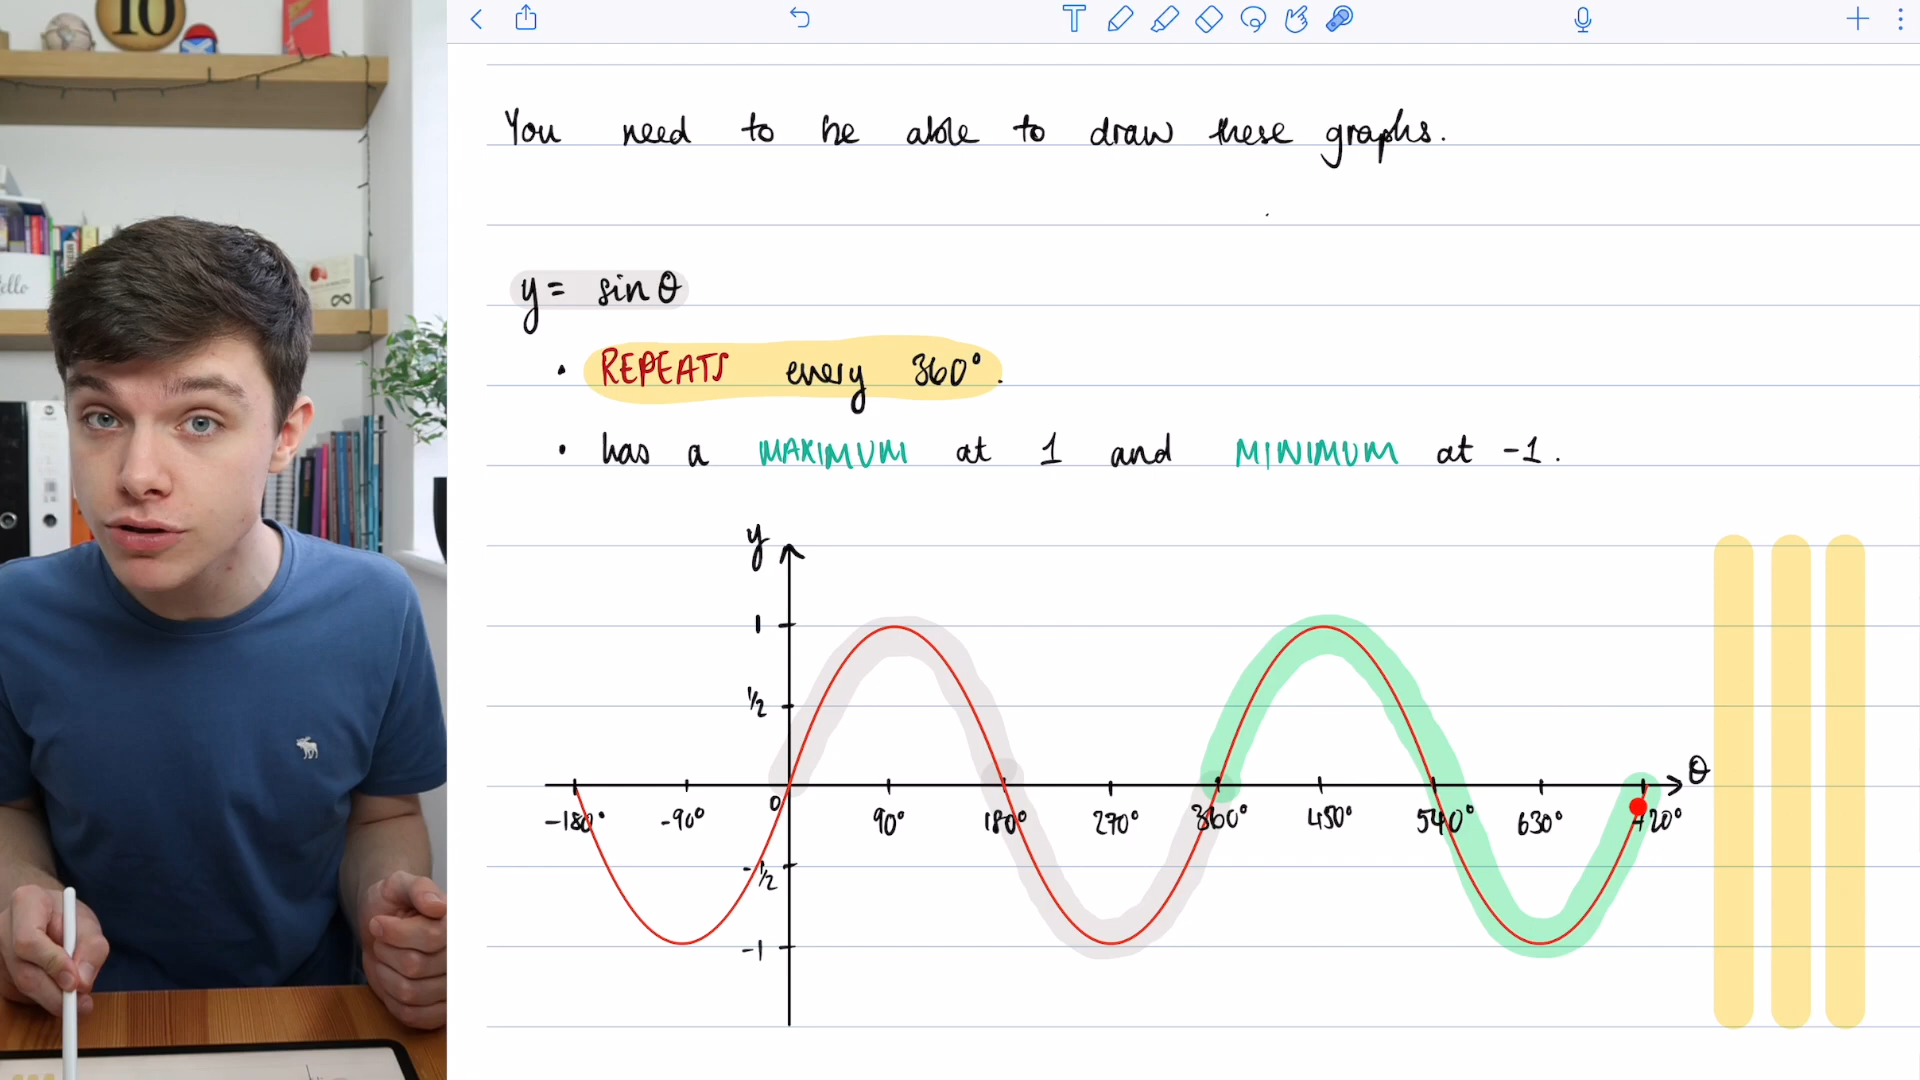 10
Hello
You need to be able to draw these graphs.
y = sin θ
• REPEATS every 360°.
• has a MAXIMUM at 1 and MINIMUM at -1.
y
1
1/2
θ
-180° -90° 0 90° 180° 270° 360° 450° 540° 630° 720°
-1/2
-1